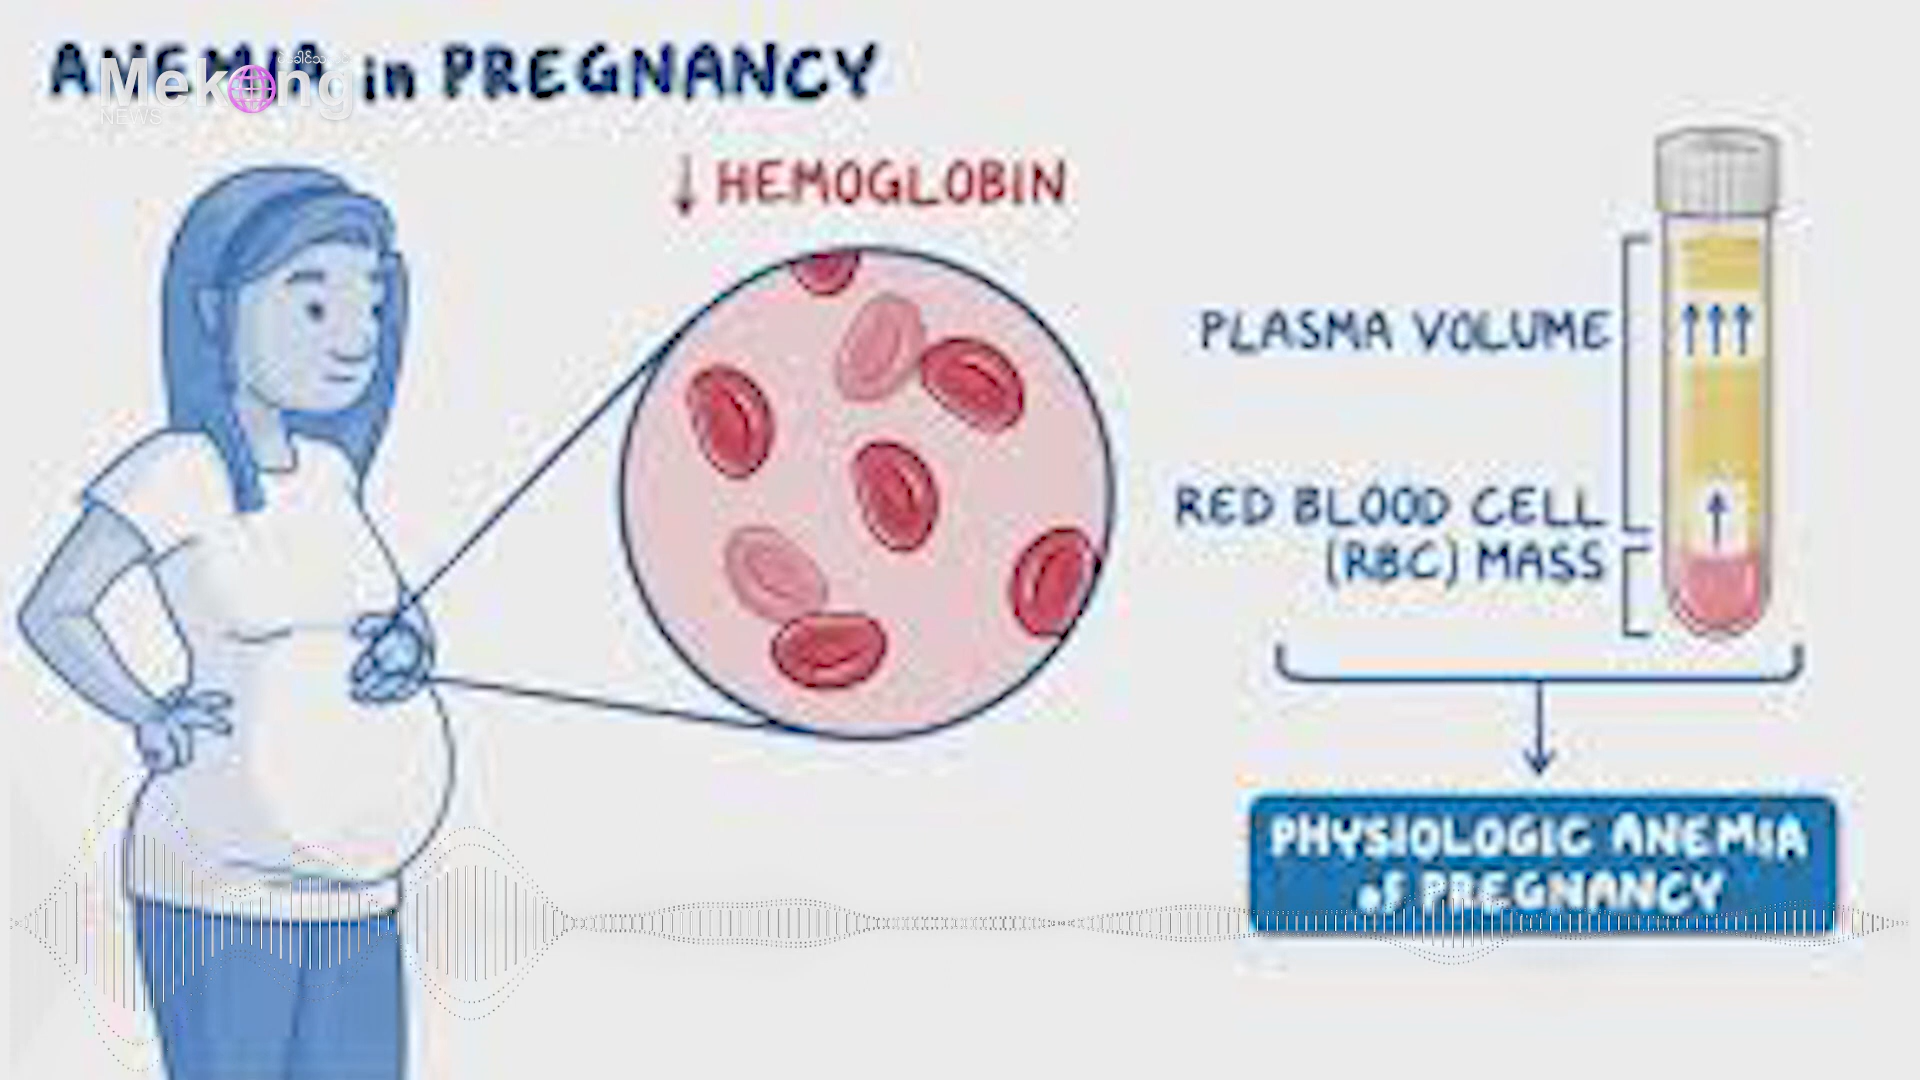 ANEMIA in PREGNANCY
Mekong
NEWS
↓ HEMOGLOBIN
PLASMA VOLUME
RED BLOOD CELL
(RBC) MASS
PHYSIOLOGIC ANEMIA
of PREGNANCY